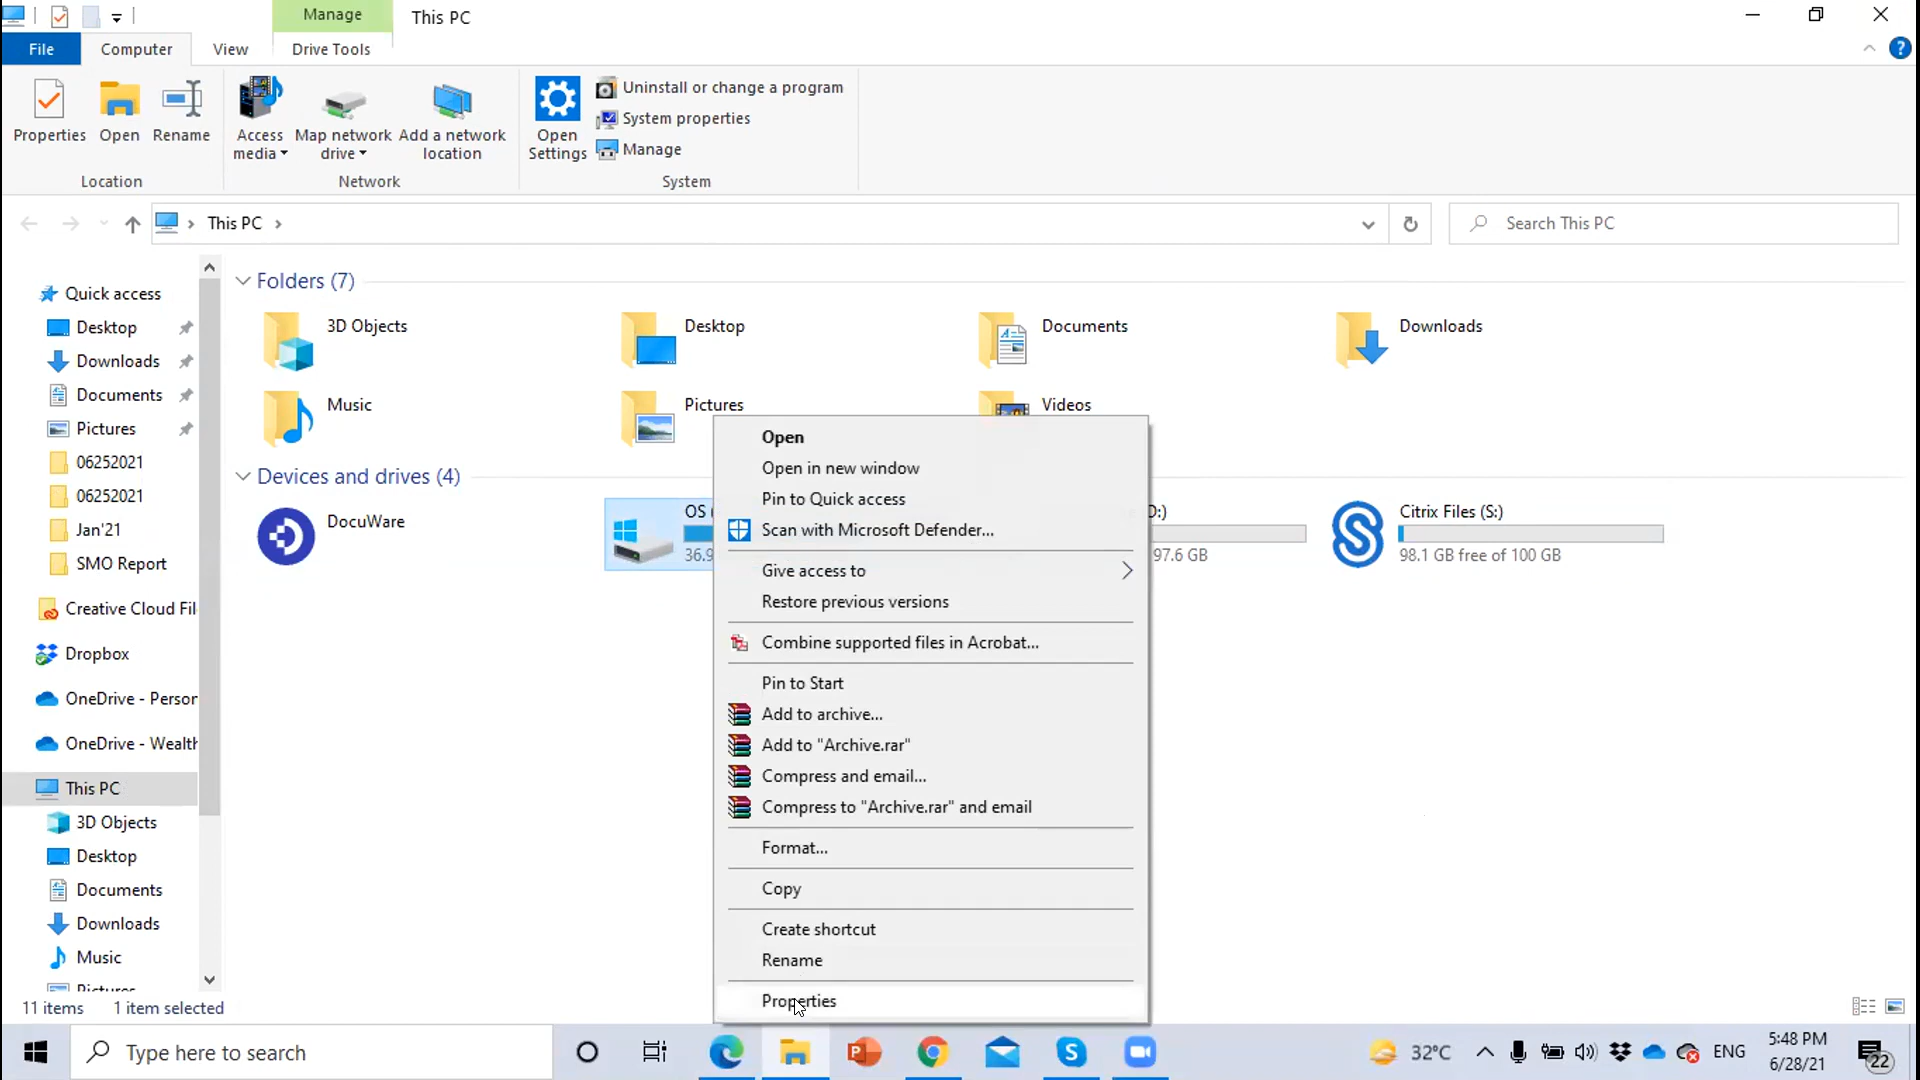 Manage
This PC
File
Computer
View
Drive Tools
Properties
Open
Rename
Access
media
Map network
drive
Add a network
location
Open
Settings
Uninstall or change a program
System properties
Manage
Location
Network
System
This PC
Search This PC
Quick access
Desktop
Downloads
Documents
Pictures
06252021
06252021
Jan'21
SMO Report
Creative Cloud Fil
Dropbox
OneDrive - Person
OneDrive - Wealth
This PC
3D Objects
Desktop
Documents
Downloads
Music
Pictures
Folders (7)
3D Objects
Desktop
Documents
Downloads
Music
Pictures
Videos
Devices and drives (4)
DocuWare
OS (
36.9
D:)
97.6 GB
Citrix Files (S:)
98.1 GB free of 100 GB
Open
Open in new window
Pin to Quick access
Scan with Microsoft Defender...
Give access to
Restore previous versions
Combine supported files in Acrobat...
Pin to Start
Add to archive...
Add to "Archive.rar"
Compress and email...
Compress to "Archive.rar" and email
Format...
Copy
Create shortcut
Rename
Properties
11 items
1 item selected
Type here to search
32°C
ENG
5:48 PM
6/28/21
22